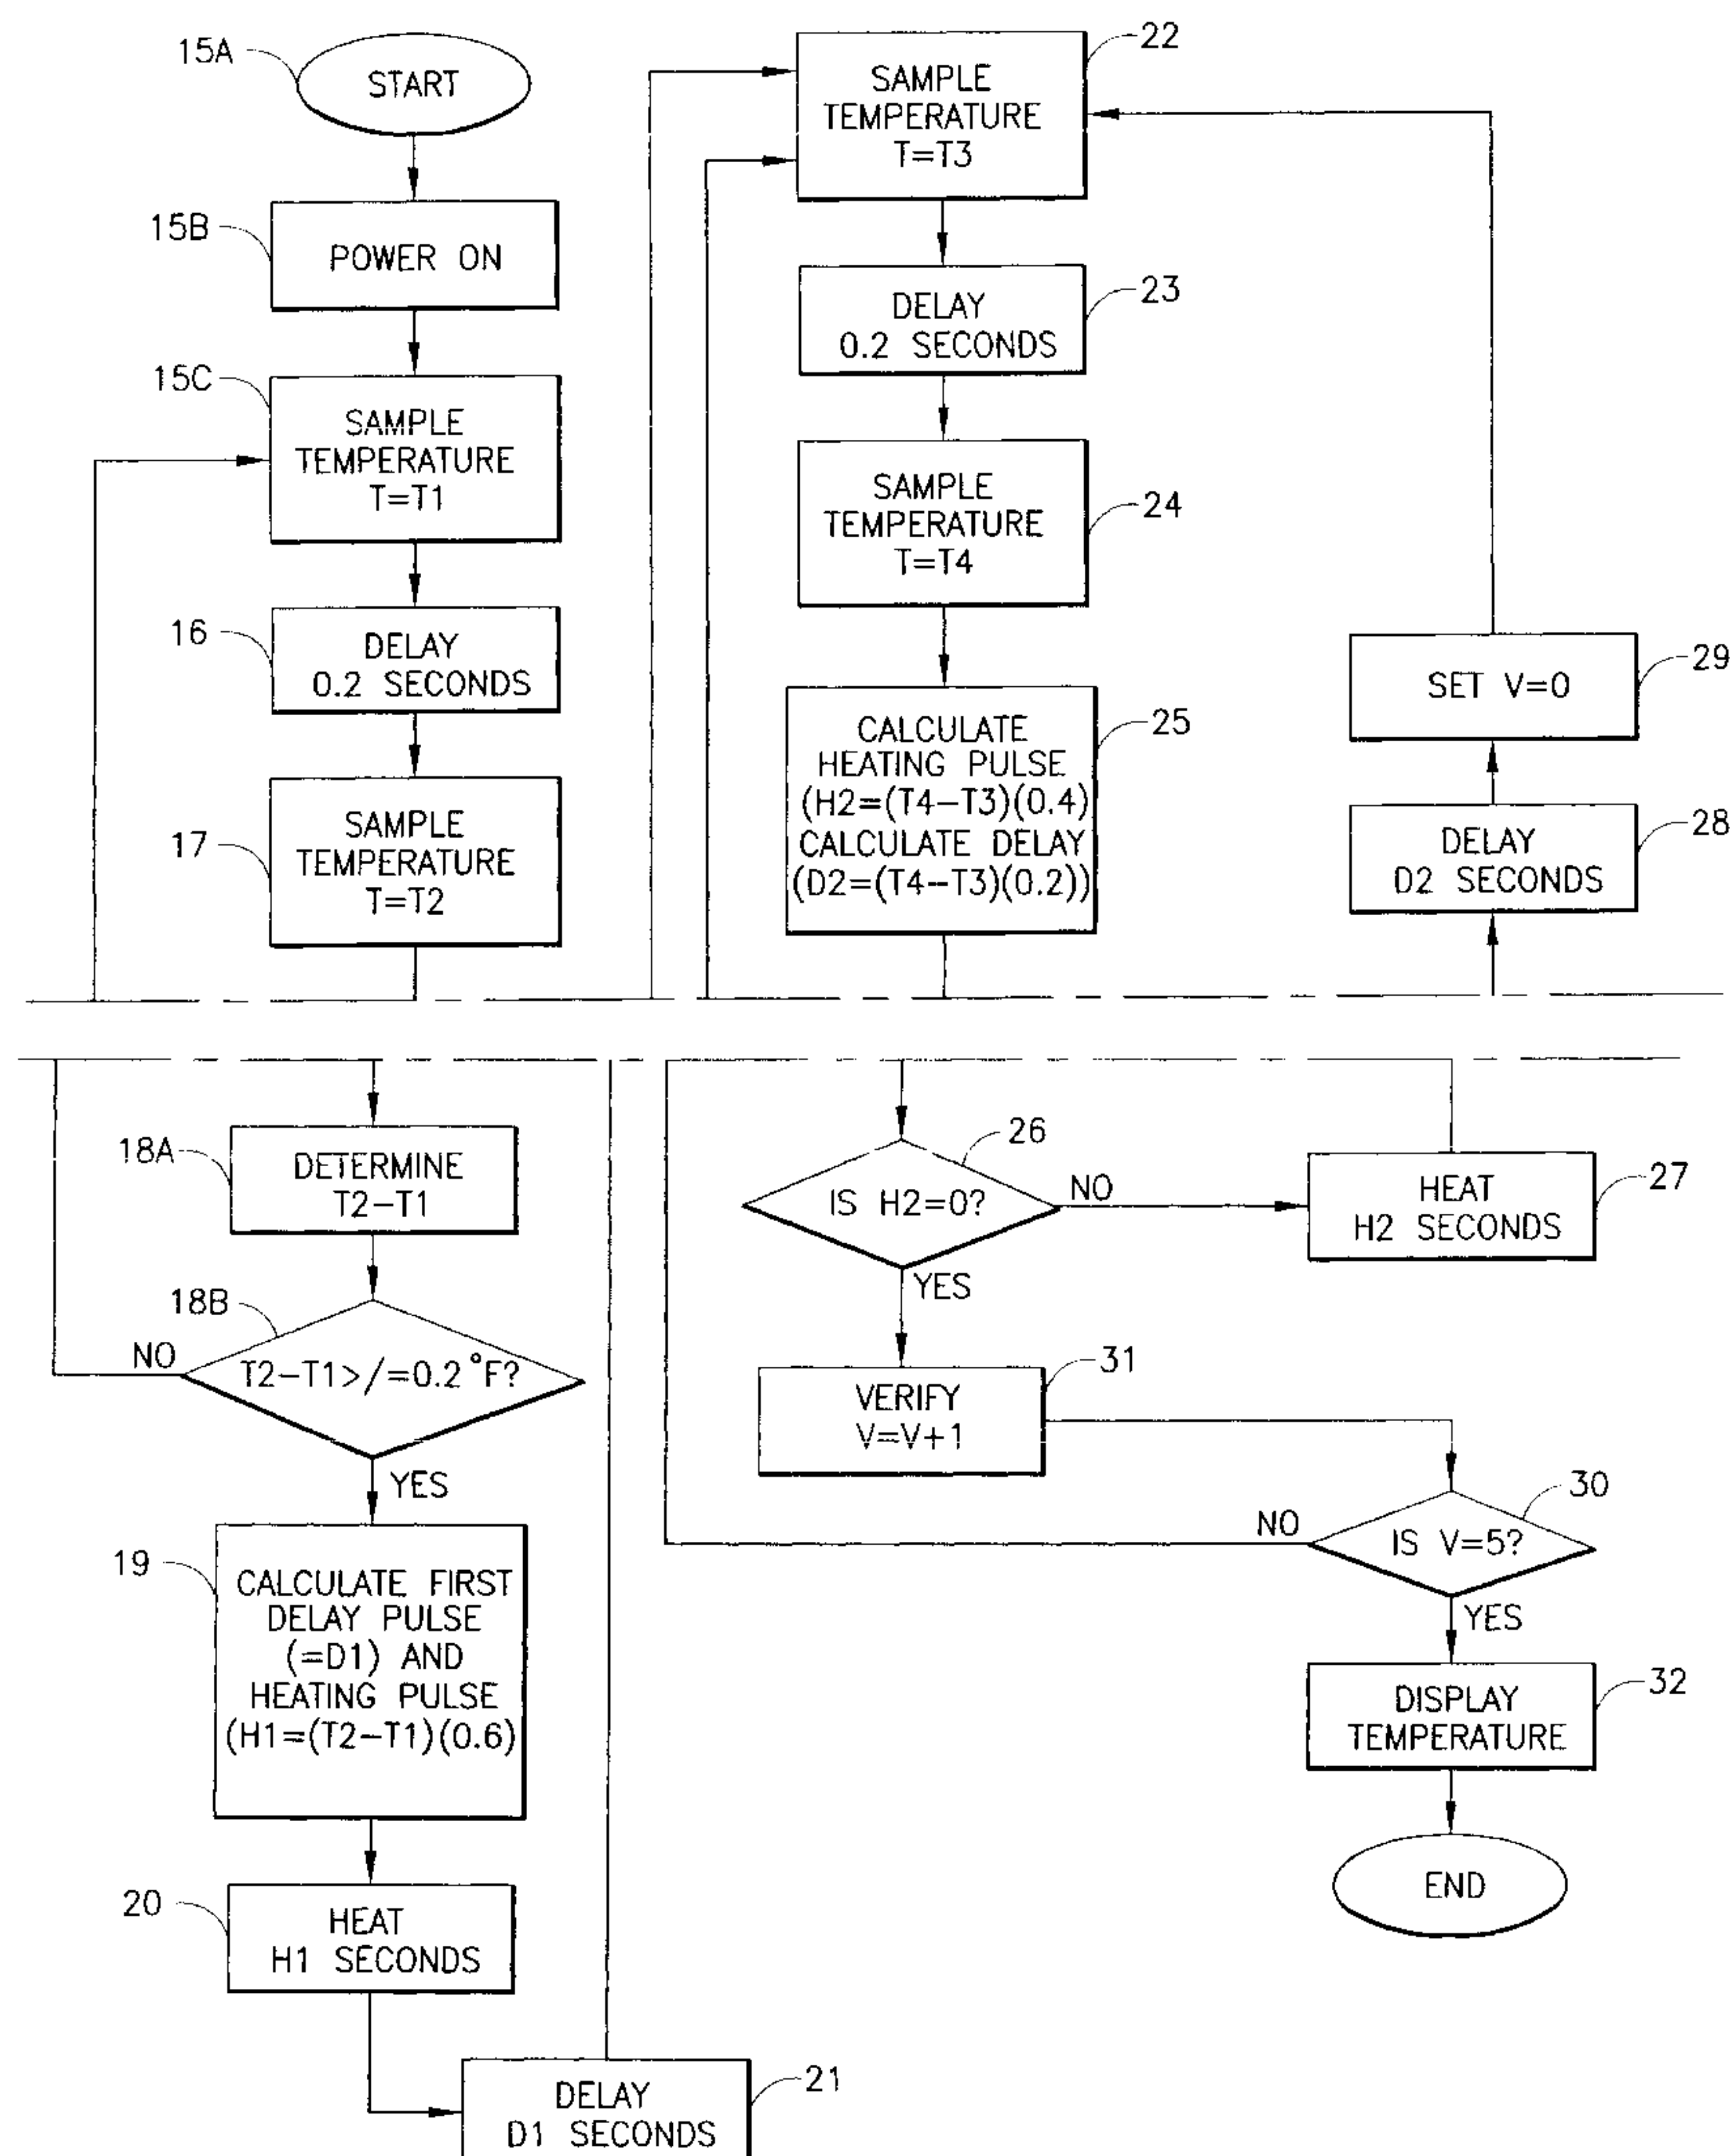 15A
START
15B
POWER ON
15C
SAMPLE
TEMPERATURE
T=T1
16
DELAY
0.2 SECONDS
17
SAMPLE
TEMPERATURE
T=T2
22
SAMPLE
TEMPERATURE
T=T3
23
DELAY
0.2 SECONDS
24
SAMPLE
TEMPERATURE
T=T4
25
CALCULATE
HEATING PULSE
(H2=(T4-T3)(0.4)
CALCULATE DELAY
(D2=(T4-T3)(0.2))
29
SET V=0
28
DELAY
D2 SECONDS
18A
DETERMINE
T2-T1
18B
NO
T2-T1>/=0.2°F?
YES
19
CALCULATE FIRST
DELAY PULSE
(=D1) AND
HEATING PULSE
(H1=(T2-T1)(0.6)
20
HEAT
H1 SECONDS
21
DELAY
D1 SECONDS
26
IS H2=0?
NO
YES
27
HEAT
H2 SECONDS
31
VERIFY
V=V+1
30
NO
IS V=5?
YES
32
DISPLAY
TEMPERATURE
END